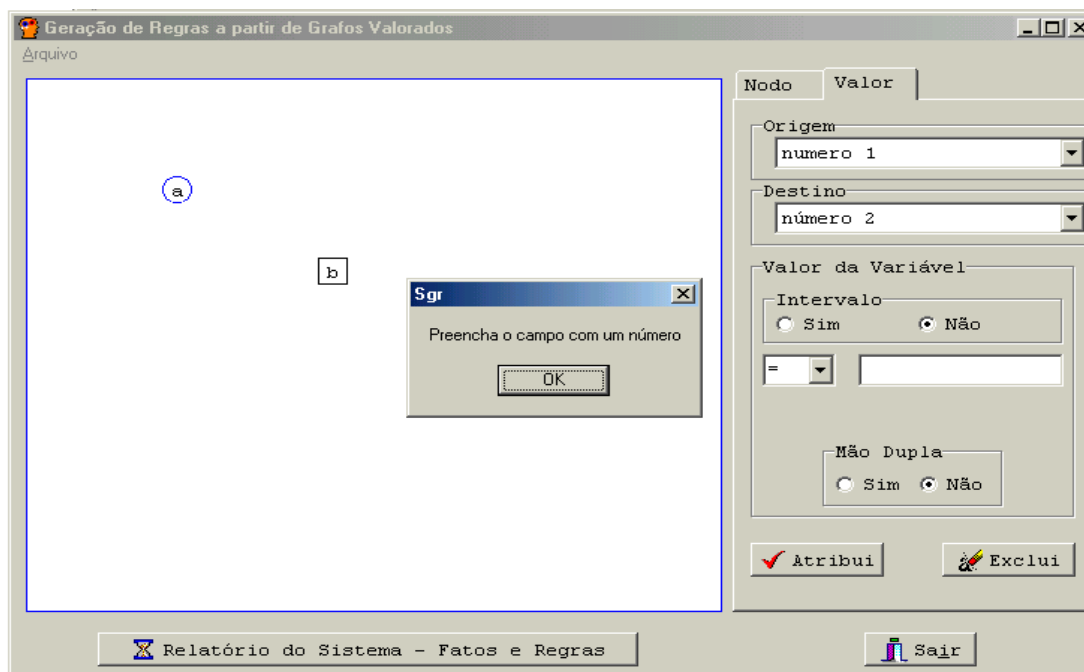 Geração de Regras a partir de Grafos Valorados
Arquivo
Nodo Valor
Origem
numero 1
Destino
número 2
a
b
Sgr
Preencha o campo com um número
OK
Valor da Variável
Intervalo
Sim Não
=
Mão Dupla
Sim Não
Atribui Exclui
Relatório do Sistema - Fatos e Regras Sair